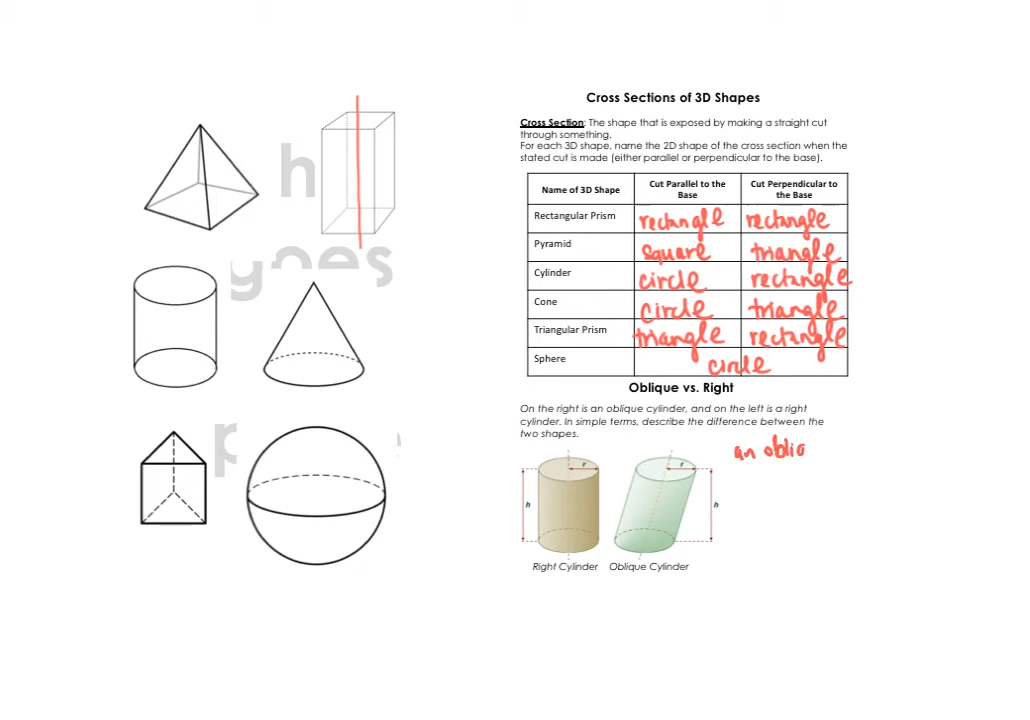 h
ypes
p
Cross Sections of 3D Shapes
Cross Section: The shape that is exposed by making a straight cut
through something.
For each 3D shape, name the 2D shape of the cross section when the
stated cut is made (either parallel or perpendicular to the base).
Name of 3D Shape Cut Parallel to the Base Cut Perpendicular to the Base
Rectangular Prism rectangle rectangle
Pyramid square triangle
Cylinder circle rectangle
Cone circle triangle
Triangular Prism triangle rectangle
Sphere circle
Oblique vs. Right
On the right is an oblique cylinder, and on the left is a right
cylinder. In simple terms, describe the difference between the
two shapes.
an obliq
r r
h h
Right Cylinder Oblique Cylinder